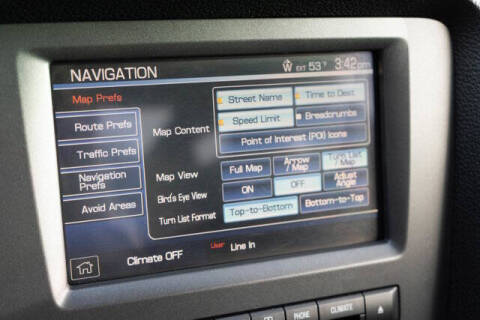 NAVIGATION W EXT 53° 3:42 pm
Map Prefs
Route Prefs
Traffic Prefs
Navigation Prefs
Avoid Areas
Map Content
Street Name Time to Dest
Speed Limit Breadcrumbs
Point of Interest (POI) Icons
Map View Full Map Arrow / Map Turn List / Map
Bird's Eye View ON OFF Adjust Angle
Turn List Format Top-to-Bottom Bottom-to-Top
Climate OFF User Line In
CLIMATE